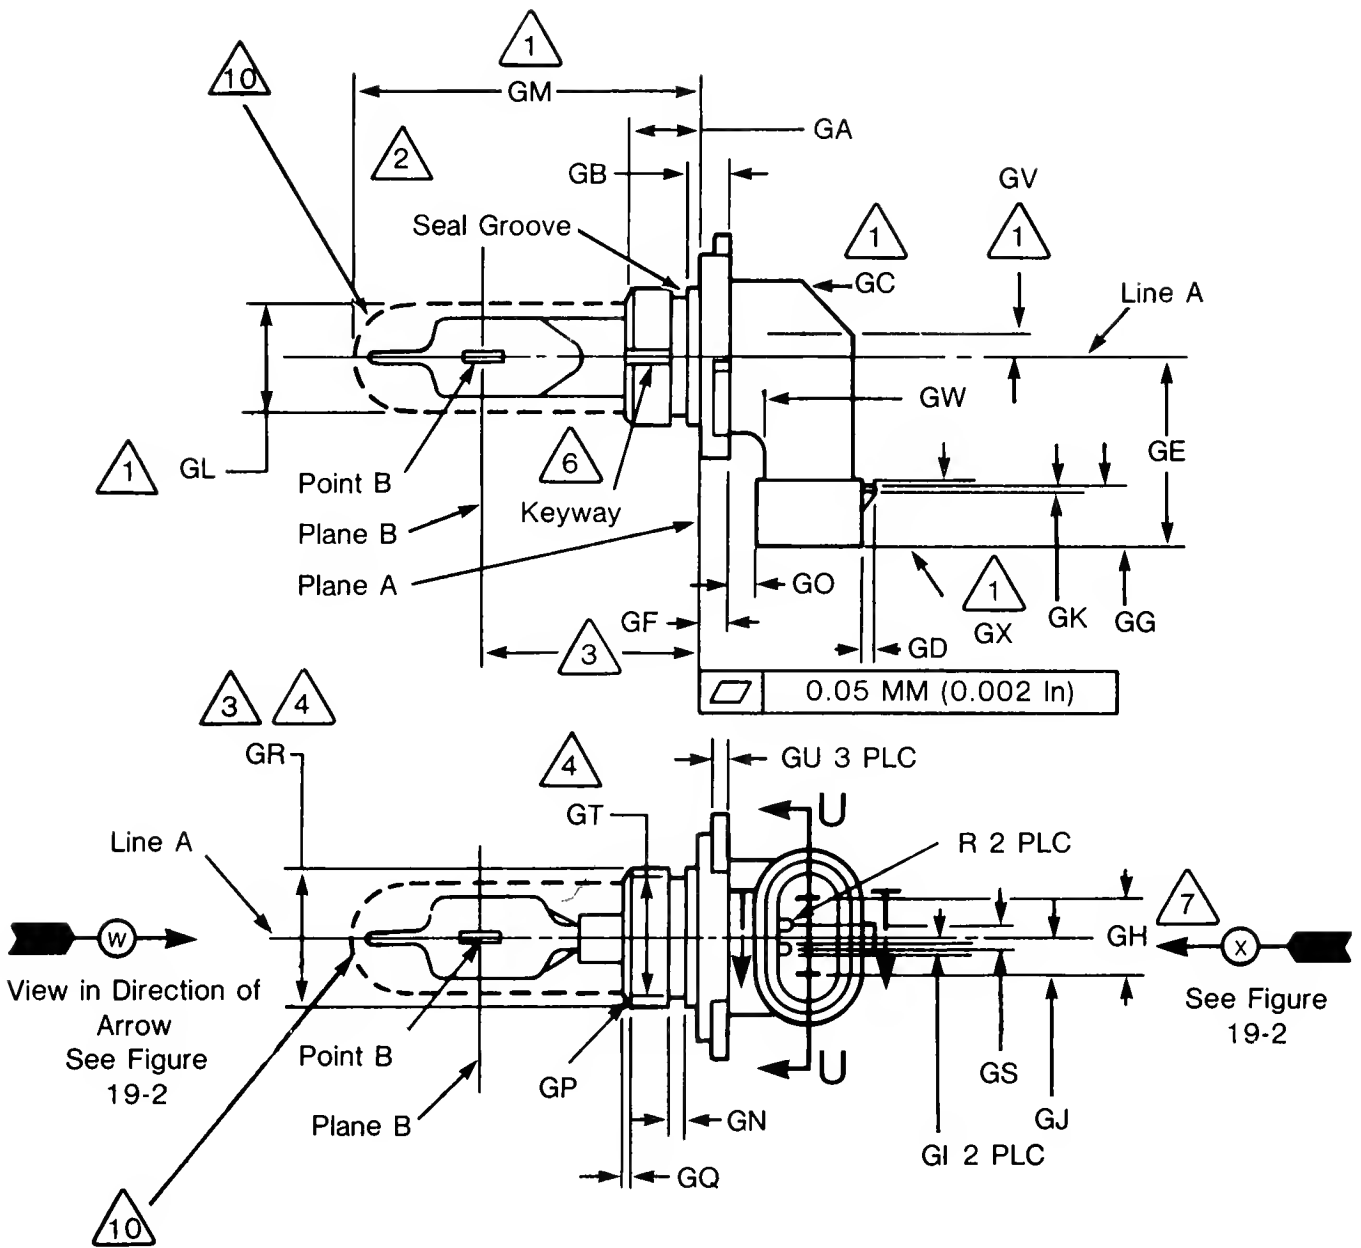 1
10
GM
GA
2
GB
GV
Seal Groove
1
1
GC
Line A
GW
1
GL
6
GE
Point B
Keyway
Plane B
Plane A
GO
1
GK
GG
GF
GX
3
GD
0.05 MM (0.002 In)
3
4
GR
4
GU 3 PLC
GT
U
Line A
R 2 PLC
T
T
7
W
GH
X
View in Direction of
Arrow
See Figure
19-2
See Figure
19-2
Point B
GP
U
GS
Plane B
GN
GJ
GI 2 PLC
GQ
10